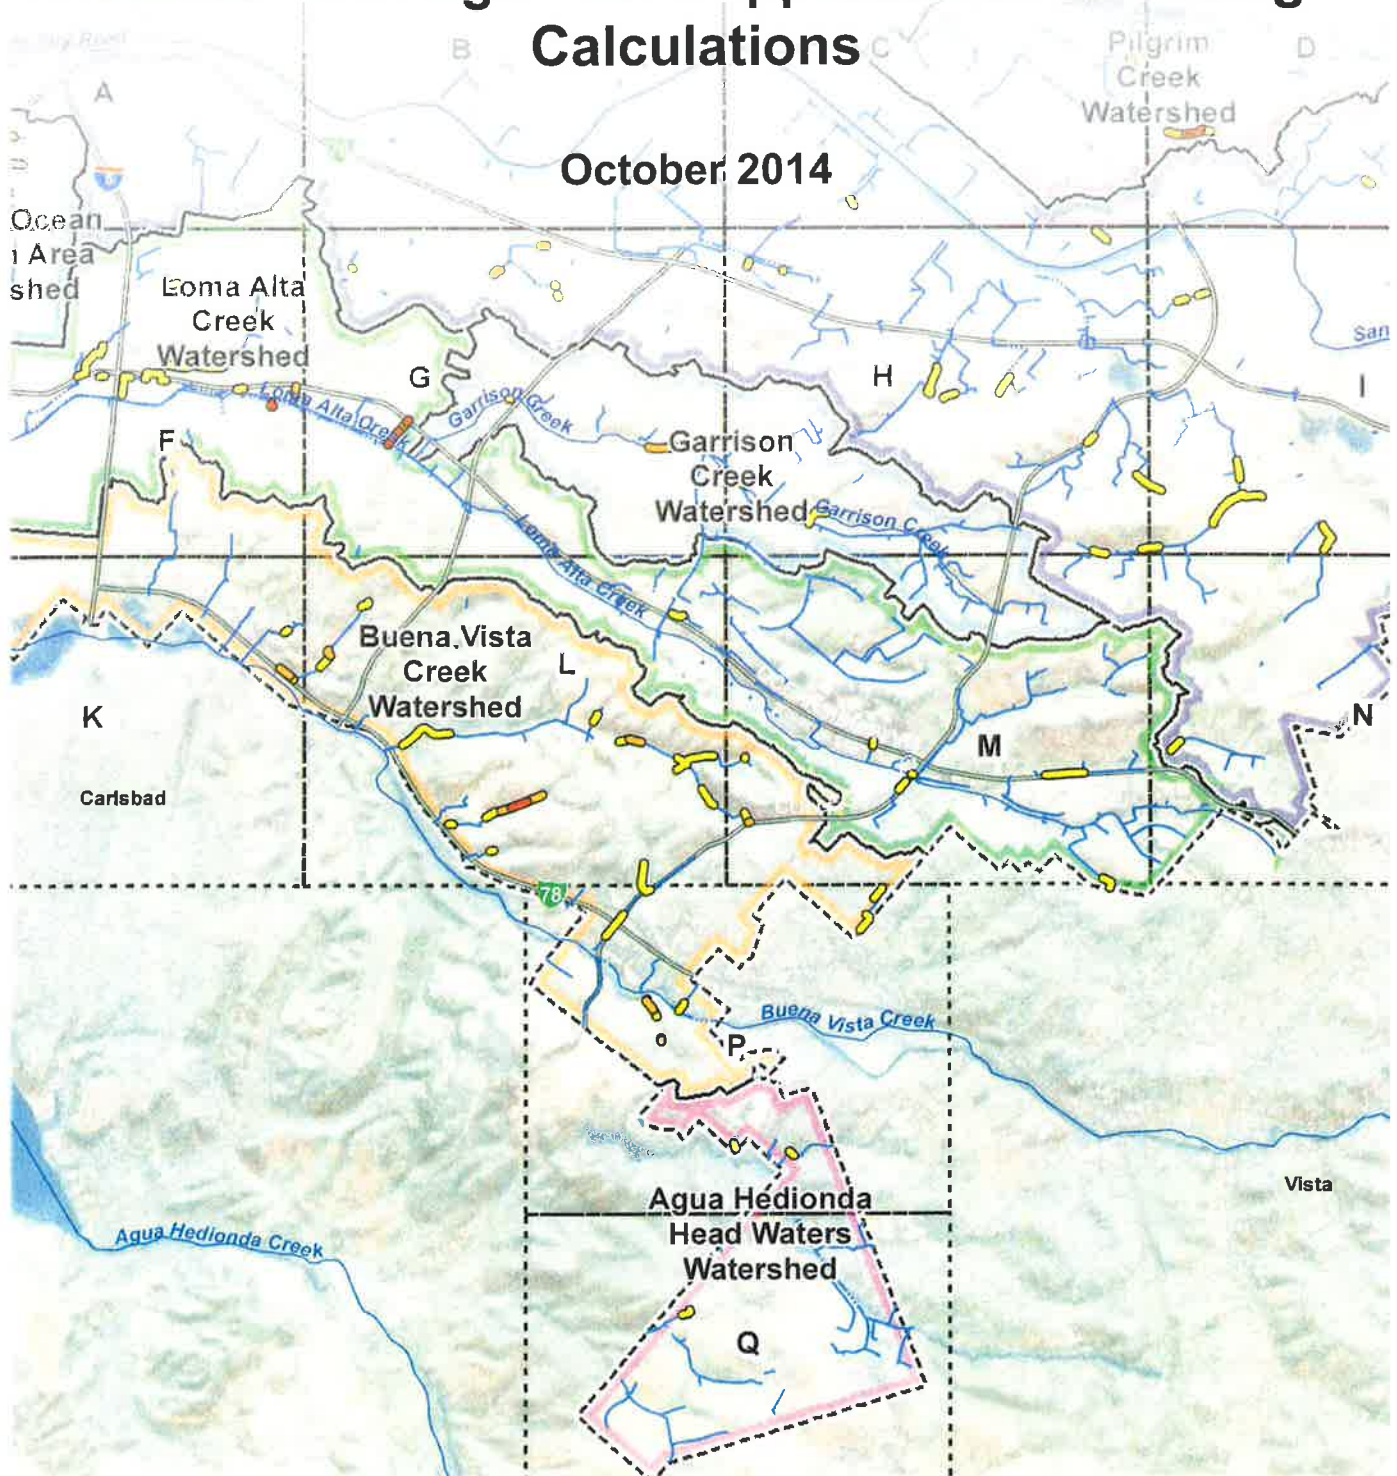 Calculations
B
C
Pilgrim
Creek
Watershed
D
A
October 2014
Ocean
Area
shed
Loma Alta
Creek
Watershed
San
G
H
I
Loma Alta Creek
Garrison Creek
F
Garrison
Creek
Watershed
Garrison Creek
Loma Alta Creek
Buena Vista
Creek
Watershed
L
K
N
M
Carlsbad
78
Buena Vista Creek
P
Vista
Agua Hedionda
Head Waters
Watershed
Agua Hedionda Creek
Q